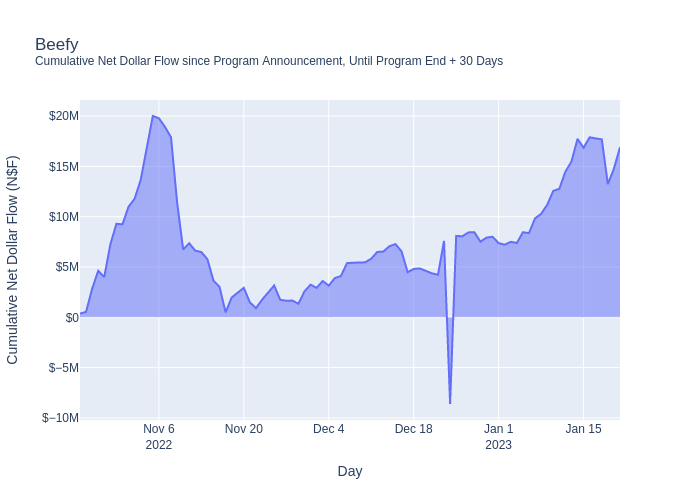 Beefy
Cumulative Net Dollar Flow since Program Announcement, Until Program End + 30 Days
Cumulative Net Dollar Flow (N$F)
$20M
$15M
$10M
$5M
$0
$−5M
$−10M
Nov 6
2022
Nov 20
Dec 4
Dec 18
Jan 1
2023
Jan 15
Day